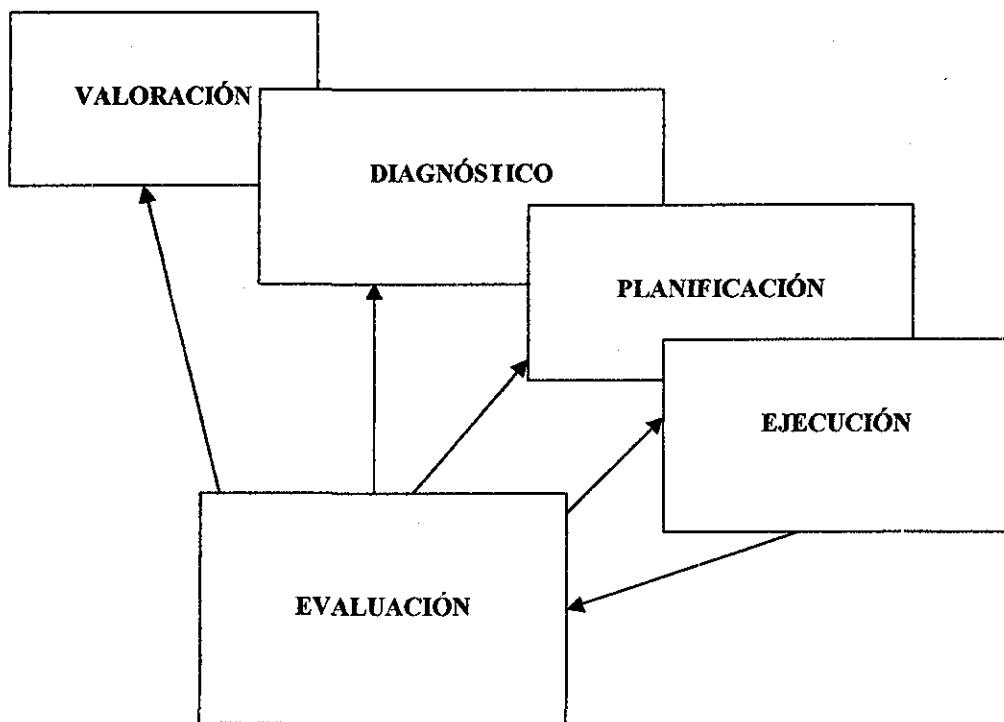 VALORACIÓN
DIAGNÓSTICO
PLANIFICACIÓN
EJECUCIÓN
EVALUACIÓN